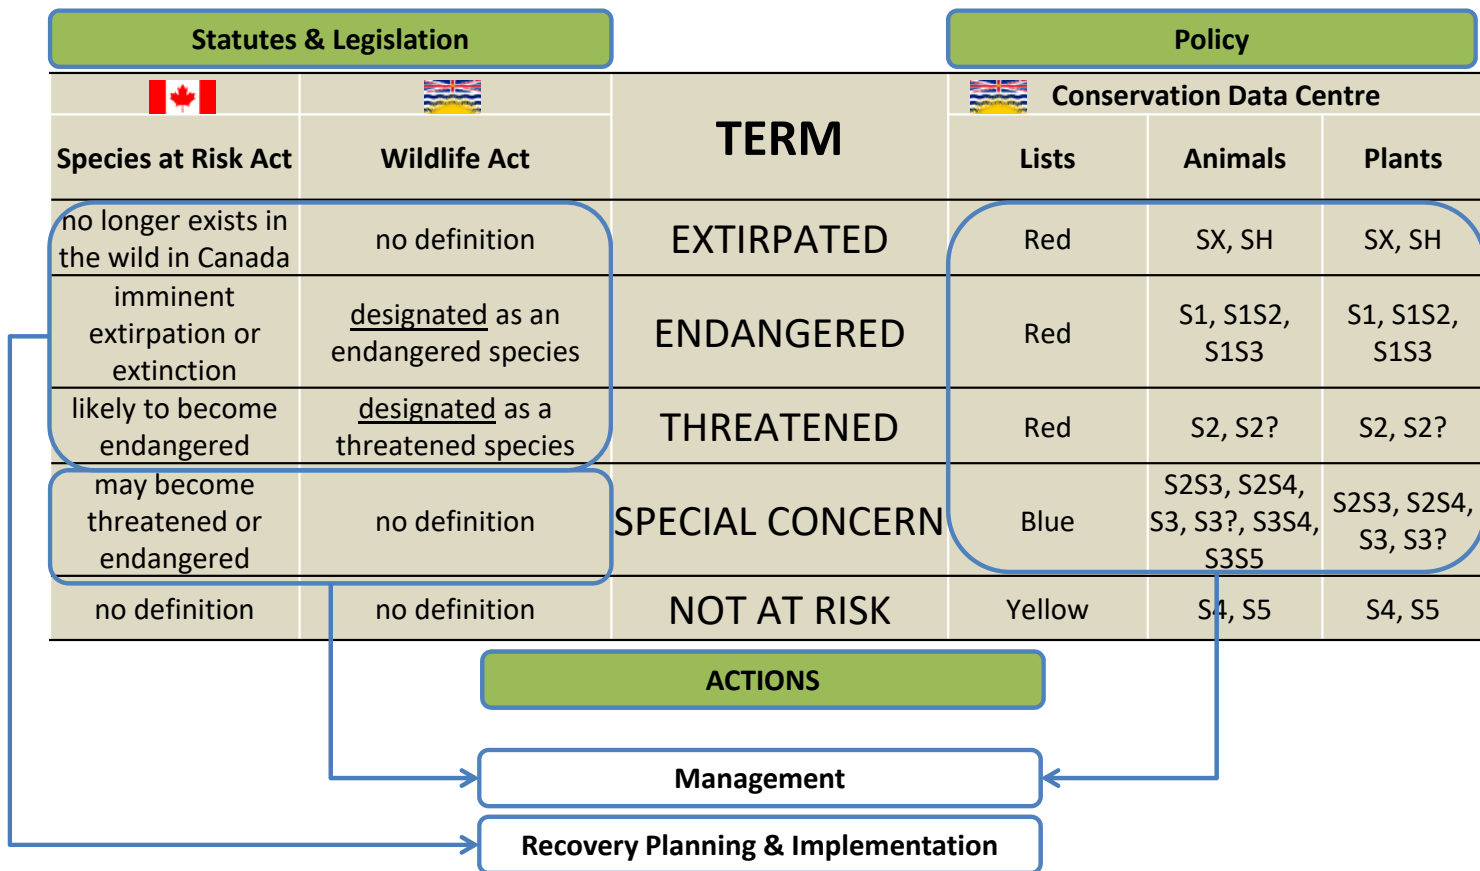 Statutes & Legislation
Policy
Conservation Data Centre
TERM
Species at Risk Act
Wildlife Act
Lists
Animals
Plants
no longer exists in
the wild in Canada
no definition
EXTIRPATED
Red
SX, SH
SX, SH
imminent
extirpation or
extinction
designated as an
endangered species
ENDANGERED
Red
S1, S1S2,
S1S3
S1, S1S2,
S1S3
likely to become
endangered
designated as a
threatened species
THREATENED
Red
S2, S2?
S2, S2?
may become
threatened or
endangered
no definition
SPECIAL CONCERN
Blue
S2S3, S2S4,
S3, S3?, S3S4,
S3S5
S2S3, S2S4,
S3, S3?
no definition
no definition
NOT AT RISK
Yellow
S4, S5
S4, S5
ACTIONS
Management
Recovery Planning & Implementation